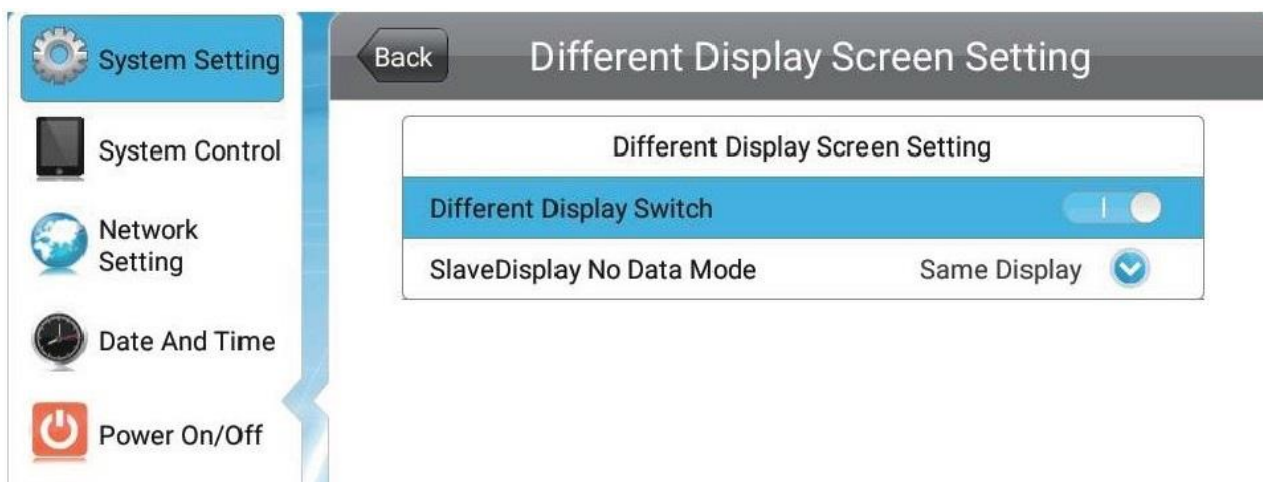 System Setting
System Control
Network
Setting
Date And Time
Power On/Off
Back
Different Display Screen Setting
Different Display Screen Setting
Different Display Switch
SlaveDisplay No Data Mode
Same Display